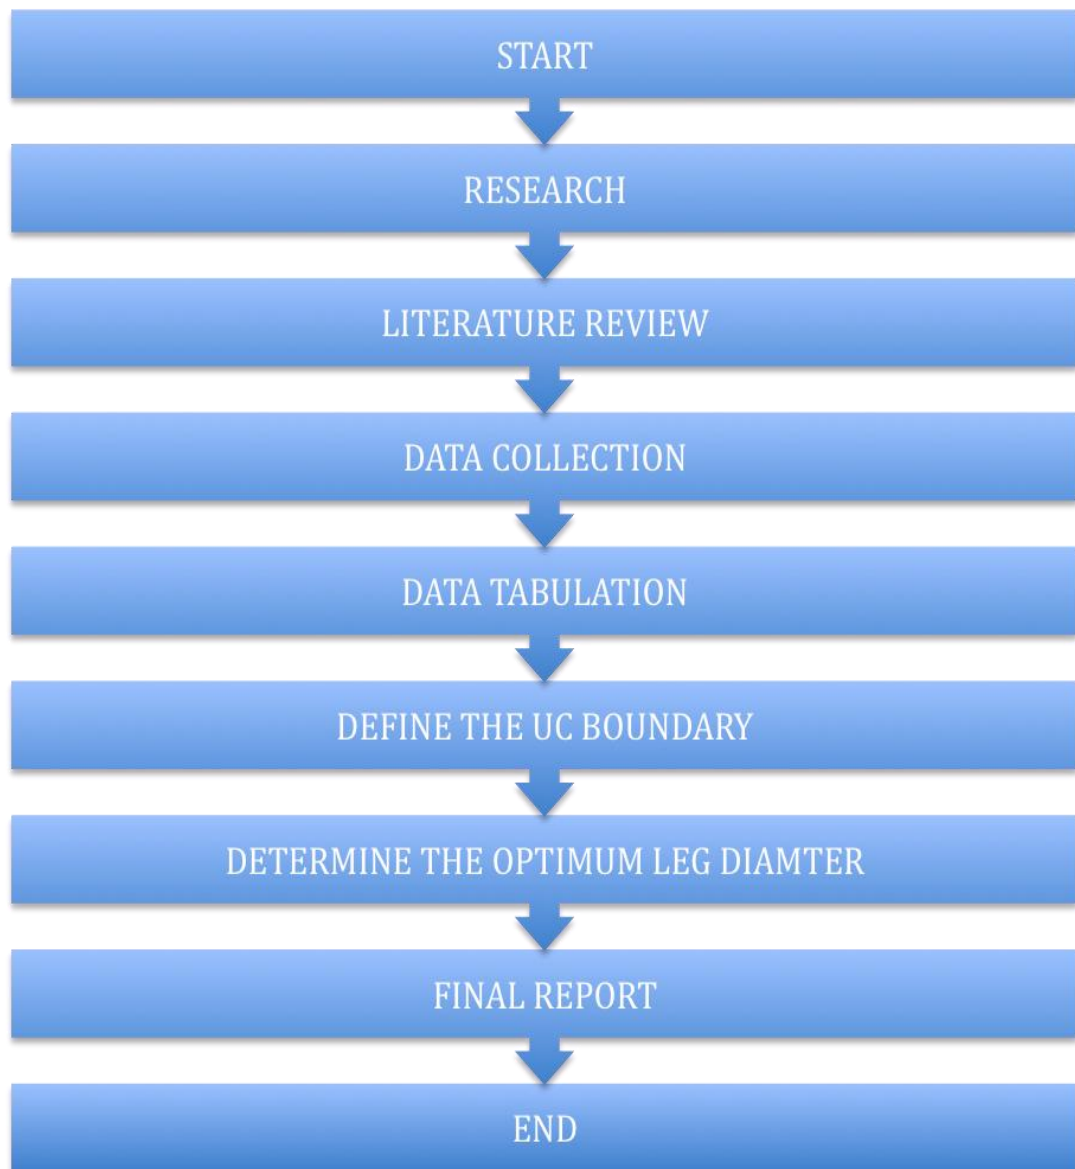 START
RESEARCH
LITERATURE REVIEW
DATA COLLECTION
DATA TABULATION
DEFINE THE UC BOUNDARY
DETERMINE THE OPTIMUM LEG DIAMTER
FINAL REPORT
END